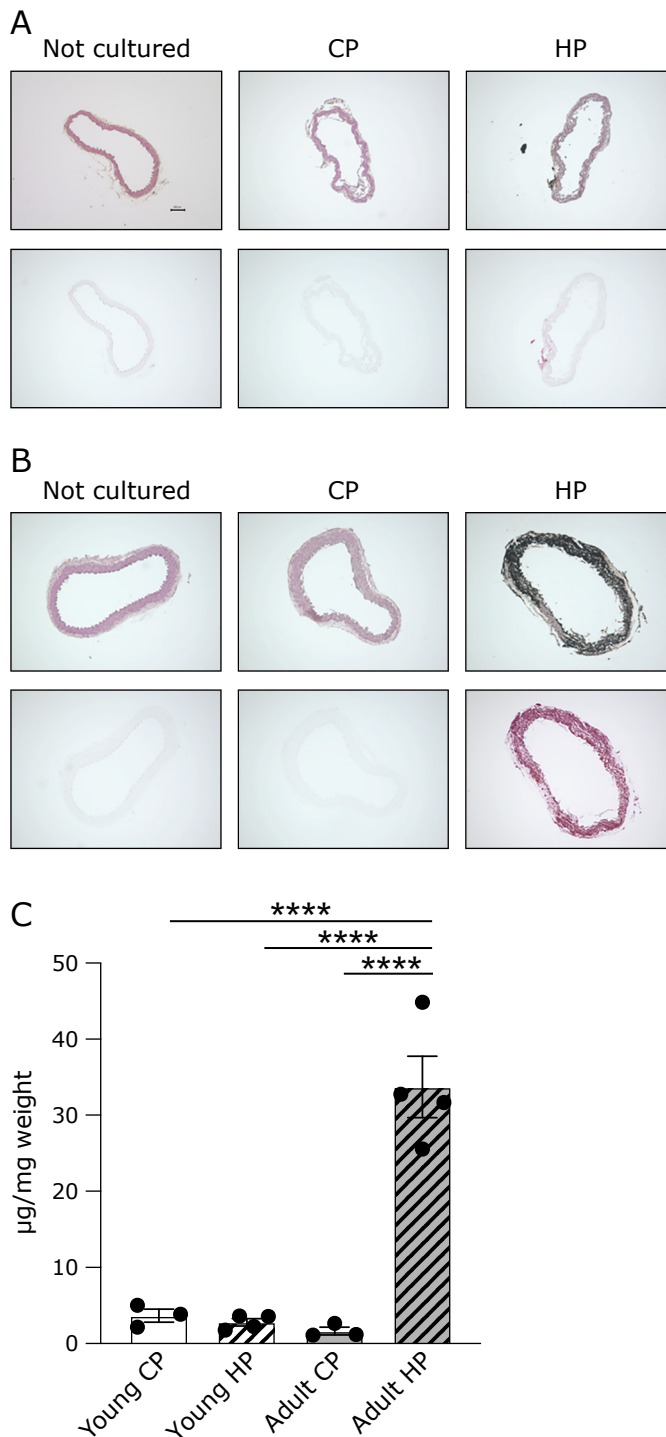 A
Not cultured
CP
HP
B
Not cultured
CP
HP
C
****
****
****
50
40
30
20
10
0
µg/mg weight
Young CP
Young HP
Adult CP
Adult HP